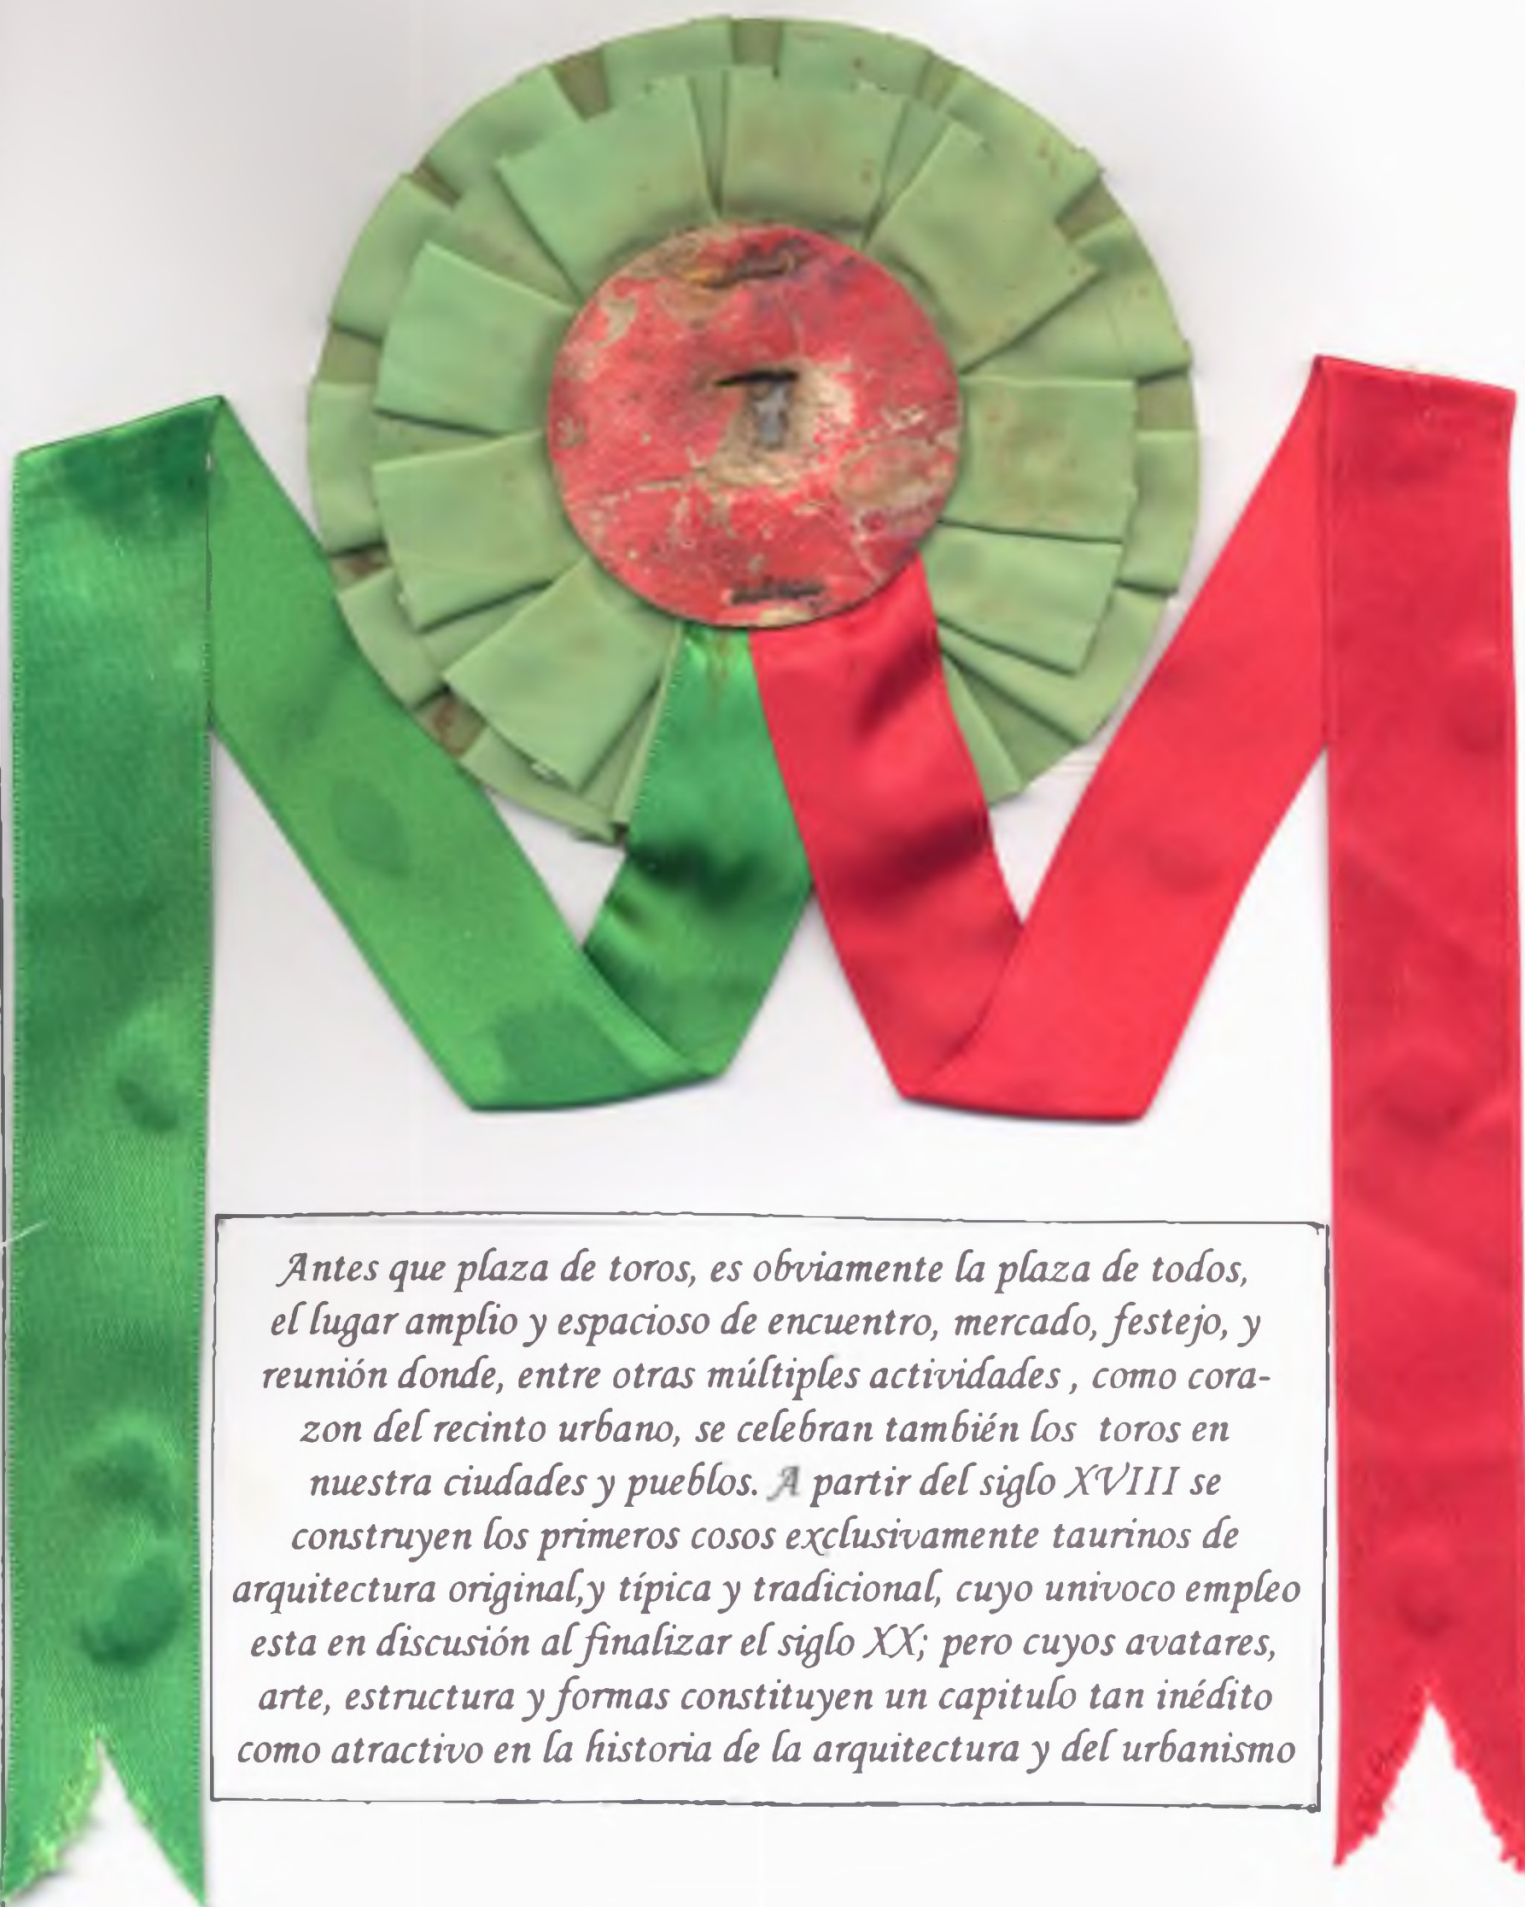 Antes que plaza de toros, es obviamente la plaza de todos,
el lugar amplio y espacioso de encuentro, mercado, festejo, y
reunión donde, entre otras múltiples actividades , como cora-
zon del recinto urbano, se celebran también los toros en
nuestra ciudades y pueblos. A partir del siglo XVIII se
construyen los primeros cosos exclusivamente taurinos de
arquitectura original,y típica y tradicional, cuyo univoco empleo
esta en discusión al finalizar el siglo XX; pero cuyos avatares,
arte, estructura y formas constituyen un capitulo tan inédito
como atractivo en la historia de la arquitectura y del urbanismo